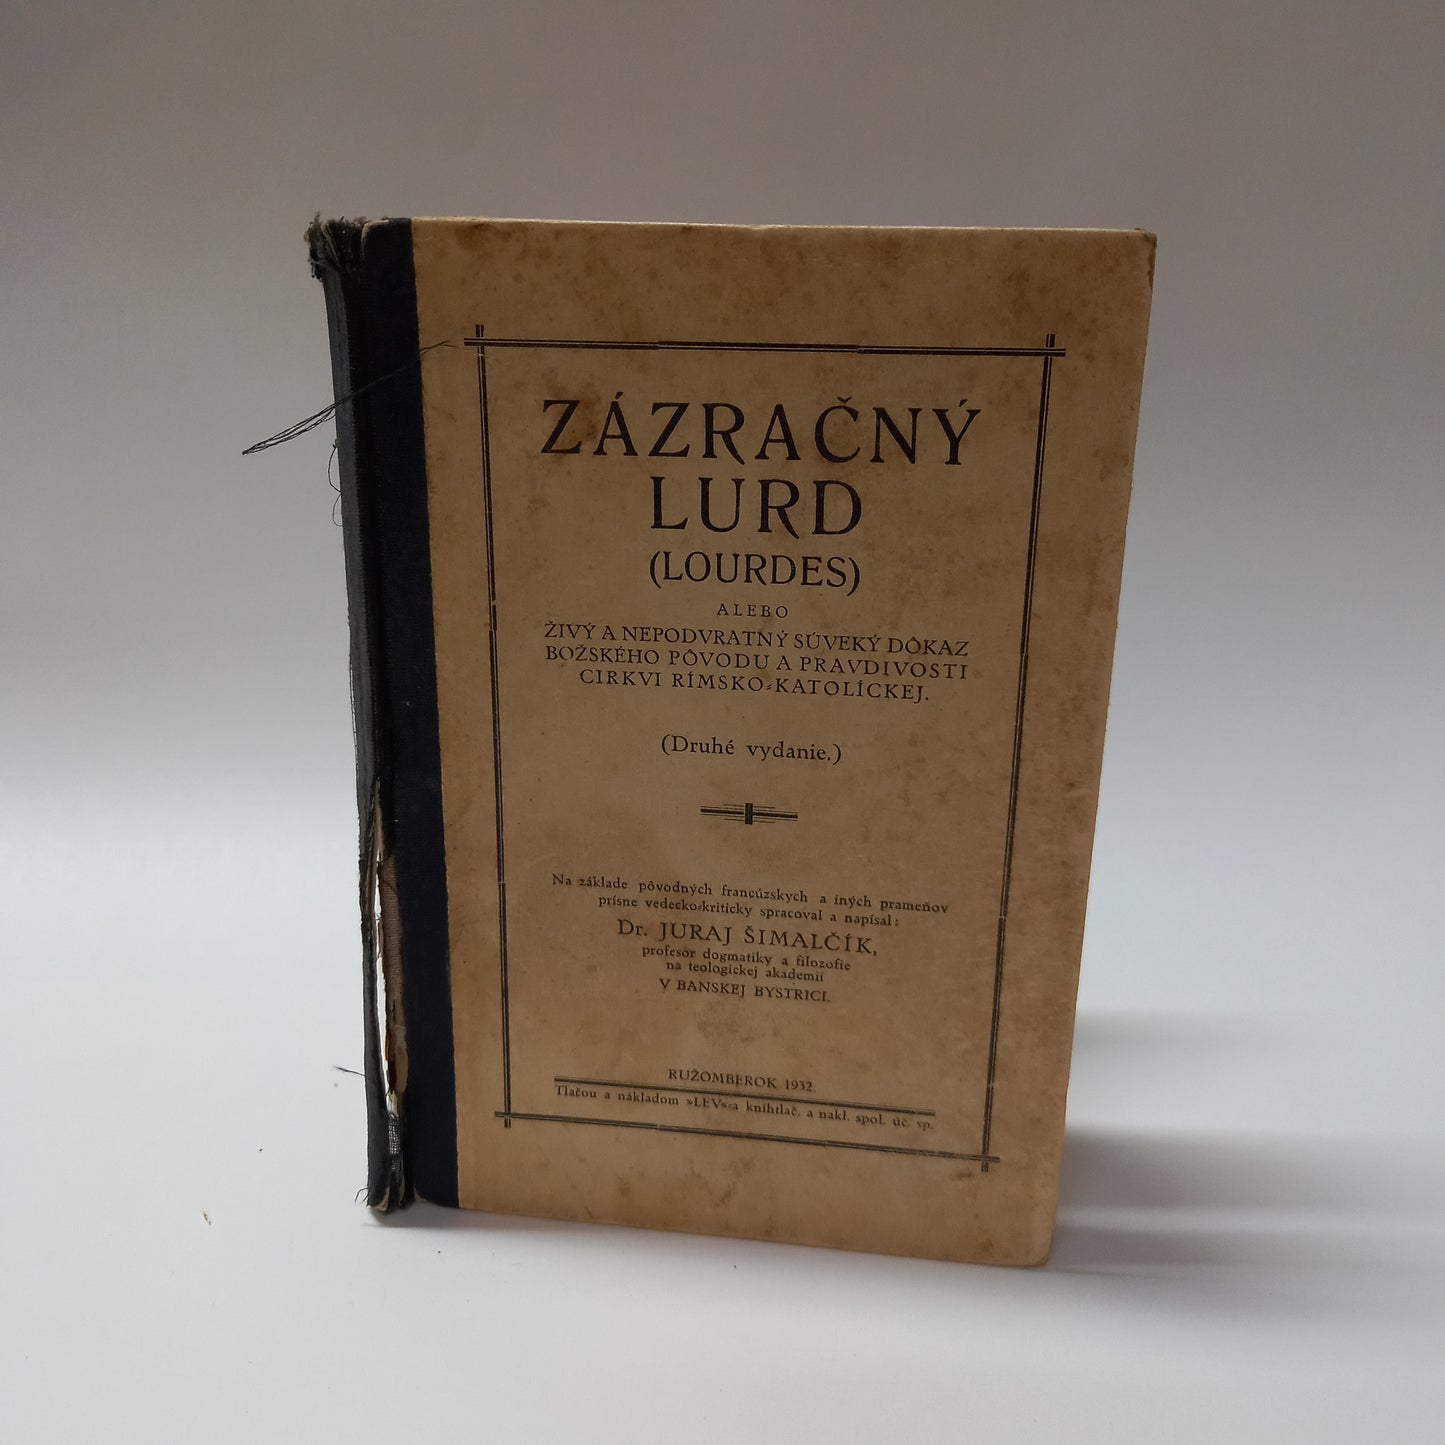 ZÁZRAČNÝ
LURD
(LOURDES)
ALEBO
ŽIVÝ A NEPODVRATNÝ SÚVEKÝ DÔKAZ
BOŽSKÉHO PÔVODU A PRAVDIVOSTI
CIRKVI RÍMSKO-KATOLÍCKEJ.
(Druhé vydanie.)
Na základe pôvodných francúzskych a iných prameňov
prísne vedecko-kriticky spracoval a napísal:
Dr. JURAJ ŠIMALČÍK,
profesor dogmatiky a filozofie
na teologickej akademii
V BANSKEJ BYSTRICI.
RUŽOMBEROK 1932.
Tlačou a nákladom »LEV«-a kníhtlač. a nakl. spol. úč. sp.